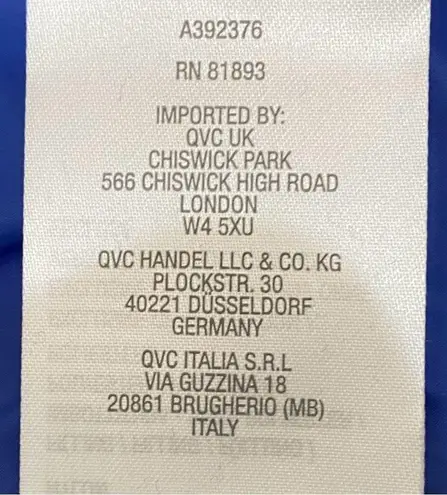 A392376
RN 81893
IMPORTED BY:
QVC UK
CHISWICK PARK
566 CHISWICK HIGH ROAD
LONDON
W4 5XU
QVC HANDEL LLC & CO. KG
PLOCKSTR. 30
40221 DÜSSELDORF
GERMANY
QVC ITALIA S.R.L
VIA GUZZINA 18
20861 BRUGHERIO (MB)
ITALY